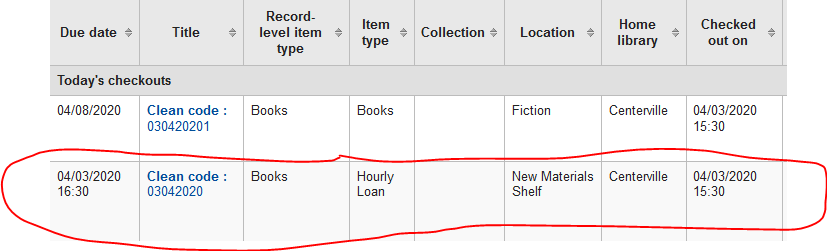 Due date
Title
Record-
level item
type
Item
type
Collection
Location
Home
library
Checked
out on
Today's checkouts
04/08/2020
Clean code :
030420201
Books
Books
Fiction
Centerville
04/03/2020
15:30
04/03/2020
16:30
Clean code :
03042020
Books
Hourly
Loan
New Materials
Shelf
Centerville
04/03/2020
15:30